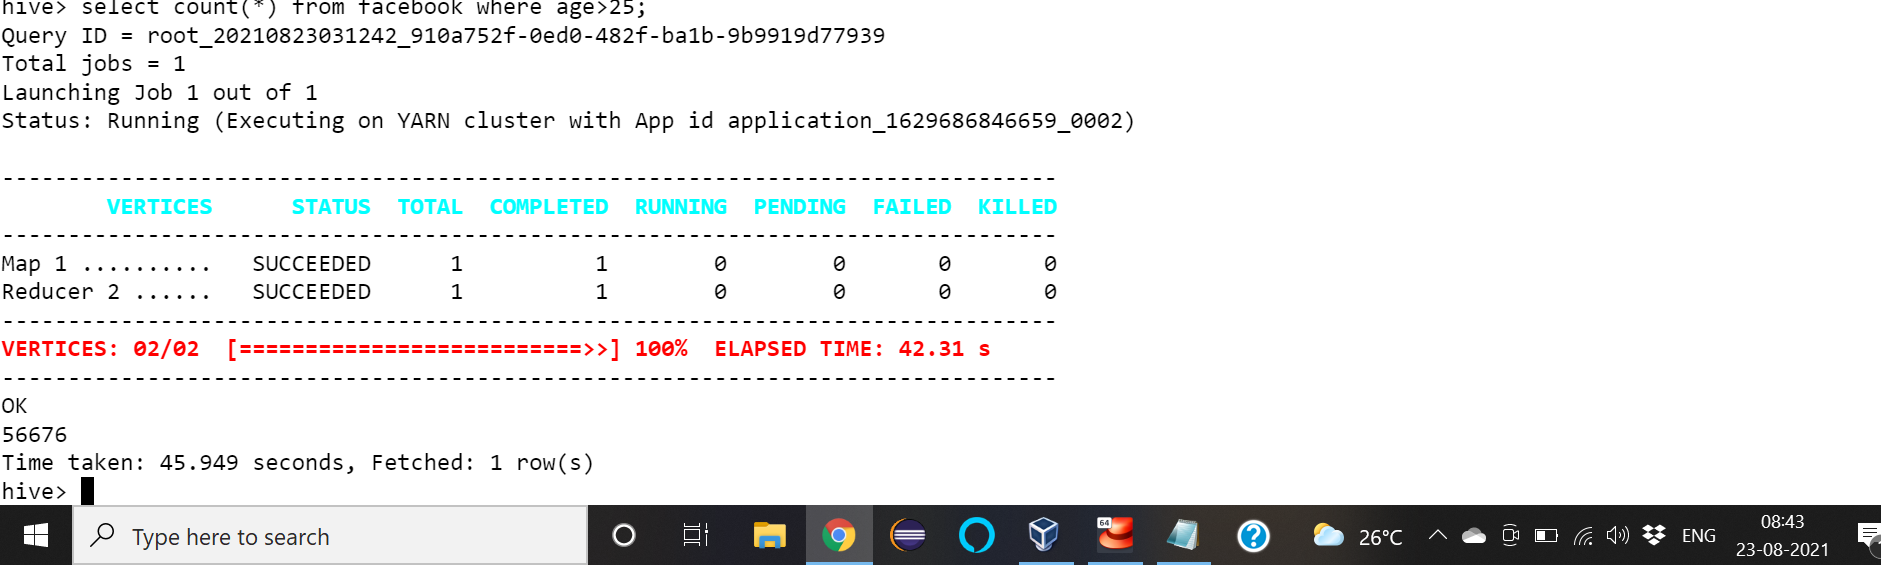 hive> select count(*) from facebook where age>25;
Query ID = root_20210823031242_910a752f-0ed0-482f-ba1b-9b9919d77939
Total jobs = 1
Launching Job 1 out of 1
Status: Running (Executing on YARN cluster with App id application_1629686846659_0002)
--------------------------------------------------------------------------------
VERTICES STATUS TOTAL COMPLETED RUNNING PENDING FAILED KILLED
--------------------------------------------------------------------------------
Map 1 .......... SUCCEEDED 1 1 0 0 0 0
Reducer 2 ...... SUCCEEDED 1 1 0 0 0 0
--------------------------------------------------------------------------------
VERTICES: 02/02 [==========================>>] 100% ELAPSED TIME: 42.31 s
--------------------------------------------------------------------------------
OK
56676
Time taken: 45.949 seconds, Fetched: 1 row(s)
hive>
Type here to search
64
26°C
ENG
08:43
23-08-2021